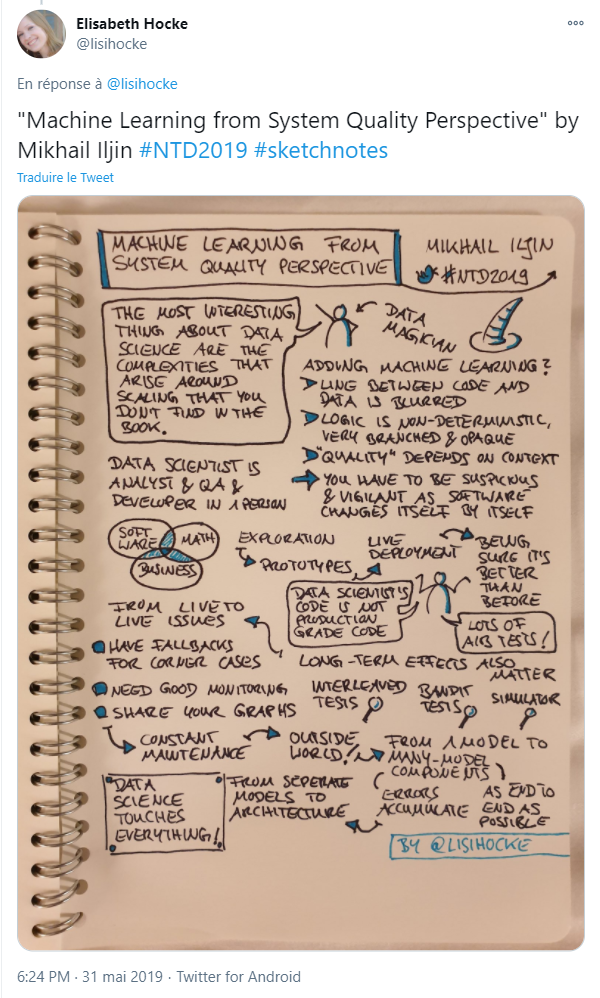 Elisabeth Hocke
@lisihocke
En réponse à @lisihocke
"Machine Learning from System Quality Perspective" by
Mikhail Iljin #NTD2019 #sketchnotes
Traduire le Tweet
MACHINE LEARNING FROM
SYSTEM QUALITY PERSPECTIVE
MIKHAIL ILJIN
#NTD2019
THE MOST INTERESTING
THING ABOUT DATA
SCIENCE ARE THE
COMPLEXITIES THAT
ARISE AROUND
SCALING THAT YOU
DON'T FIND IN THE
BOOK.
DATA
MAGICIAN
ADDING MACHINE LEARNING?
LINE BETWEEN CODE AND
DATA IS BLURRED
LOGIC IS NON-DETERMINISTIC,
VERY BRANCHED & OPAQUE
"QUALITY" DEPENDS ON CONTEXT
YOU HAVE TO BE SUSPICIOUS
& VIGILANT AS SOFTWARE
CHANGES ITSELF BY ITSELF
DATA SCIENTIST IS
ANALYST & QA &
DEVELOPER IN 1 PERSON
SOFT
WARE
MATH
BUSINESS
EXPLORATION
PROTOTYPES
LIVE
DEPLOYMENT
BEING
SURE IT'S
BETTER
THAN
BEFORE
DATA SCIENTIST'S
CODE IS NOT
PRODUCTION
GRADE CODE
LOTS OF
A/B TESTS!
FROM LIVE TO
LIVE ISSUES
HAVE FALLBACKS
FOR CORNER CASES
NEED GOOD MONITORING
SHARE YOUR GRAPHS
LONG-TERM EFFECTS ALSO
MATTER
INTERLEAVED
TESTS
BANDIT
TESTS
SIMULATOR
CONSTANT
MAINTENANCE
OUTSIDE
WORLD!
FROM 1 MODEL TO
MANY-MODEL
COMPONENTS
ERRORS
ACCUMULATE
AS END TO
END AS
POSSIBLE
FROM SEPERATE
MODELS TO
ARCHITECTURE
DATA
SCIENCE
TOUCHES
EVERYTHING!
BY @LISIHOCKE
6:24 PM · 31 mai 2019 · Twitter for Android